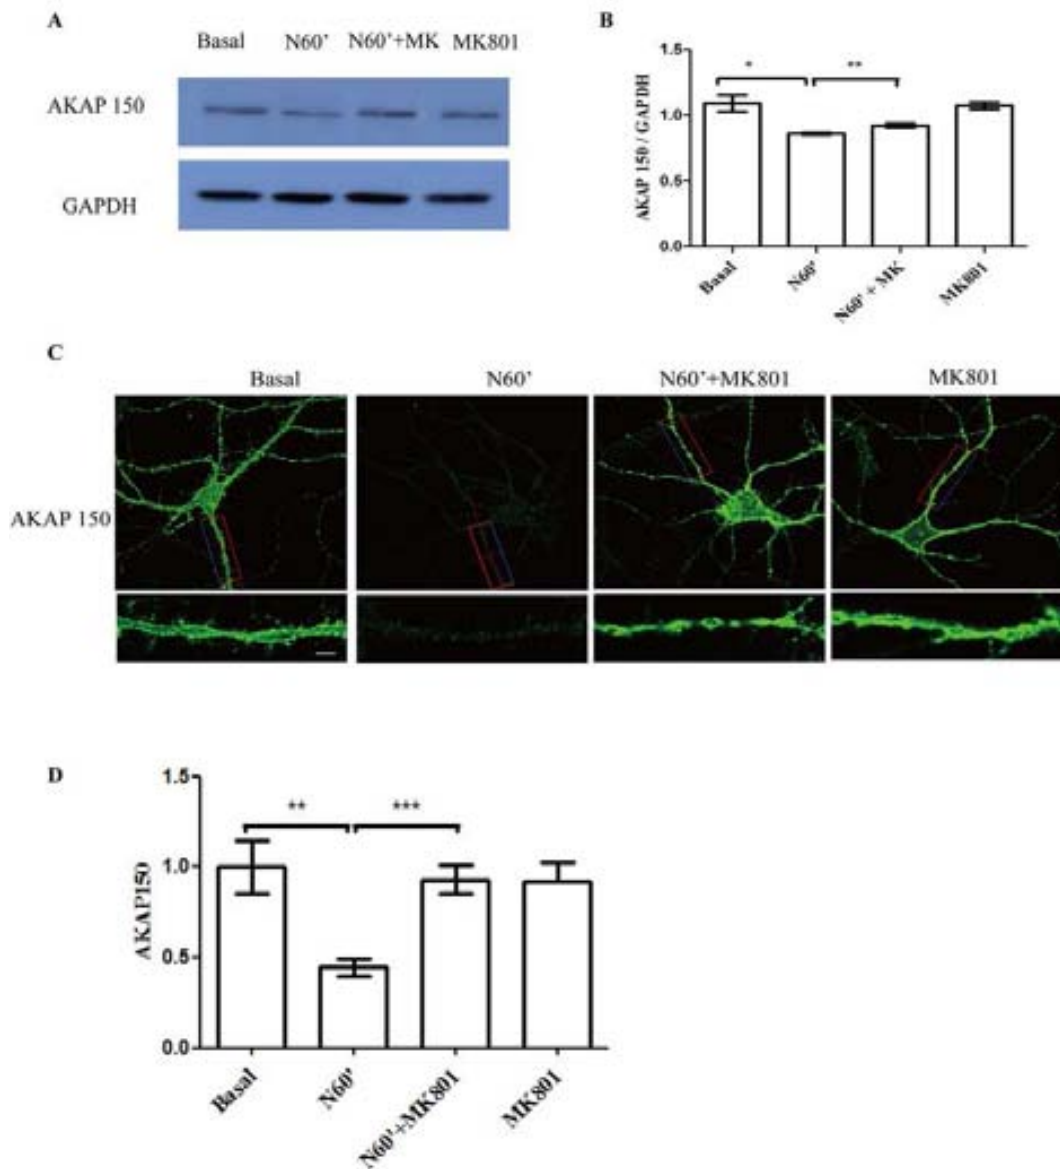 A
Basal N60' N60'+MK MK801
AKAP 150
GAPDH
B
* **
1.5
1.0
0.5
0.0
AKAP 150 / GAPDH
Basal N60' N60' + MK MK801
C
Basal N60' N60'+MK801 MK801
AKAP 150
D
** ***
1.5
1.0
0.5
0.0
AKAP150
Basal N60' N60'+MK801 MK801